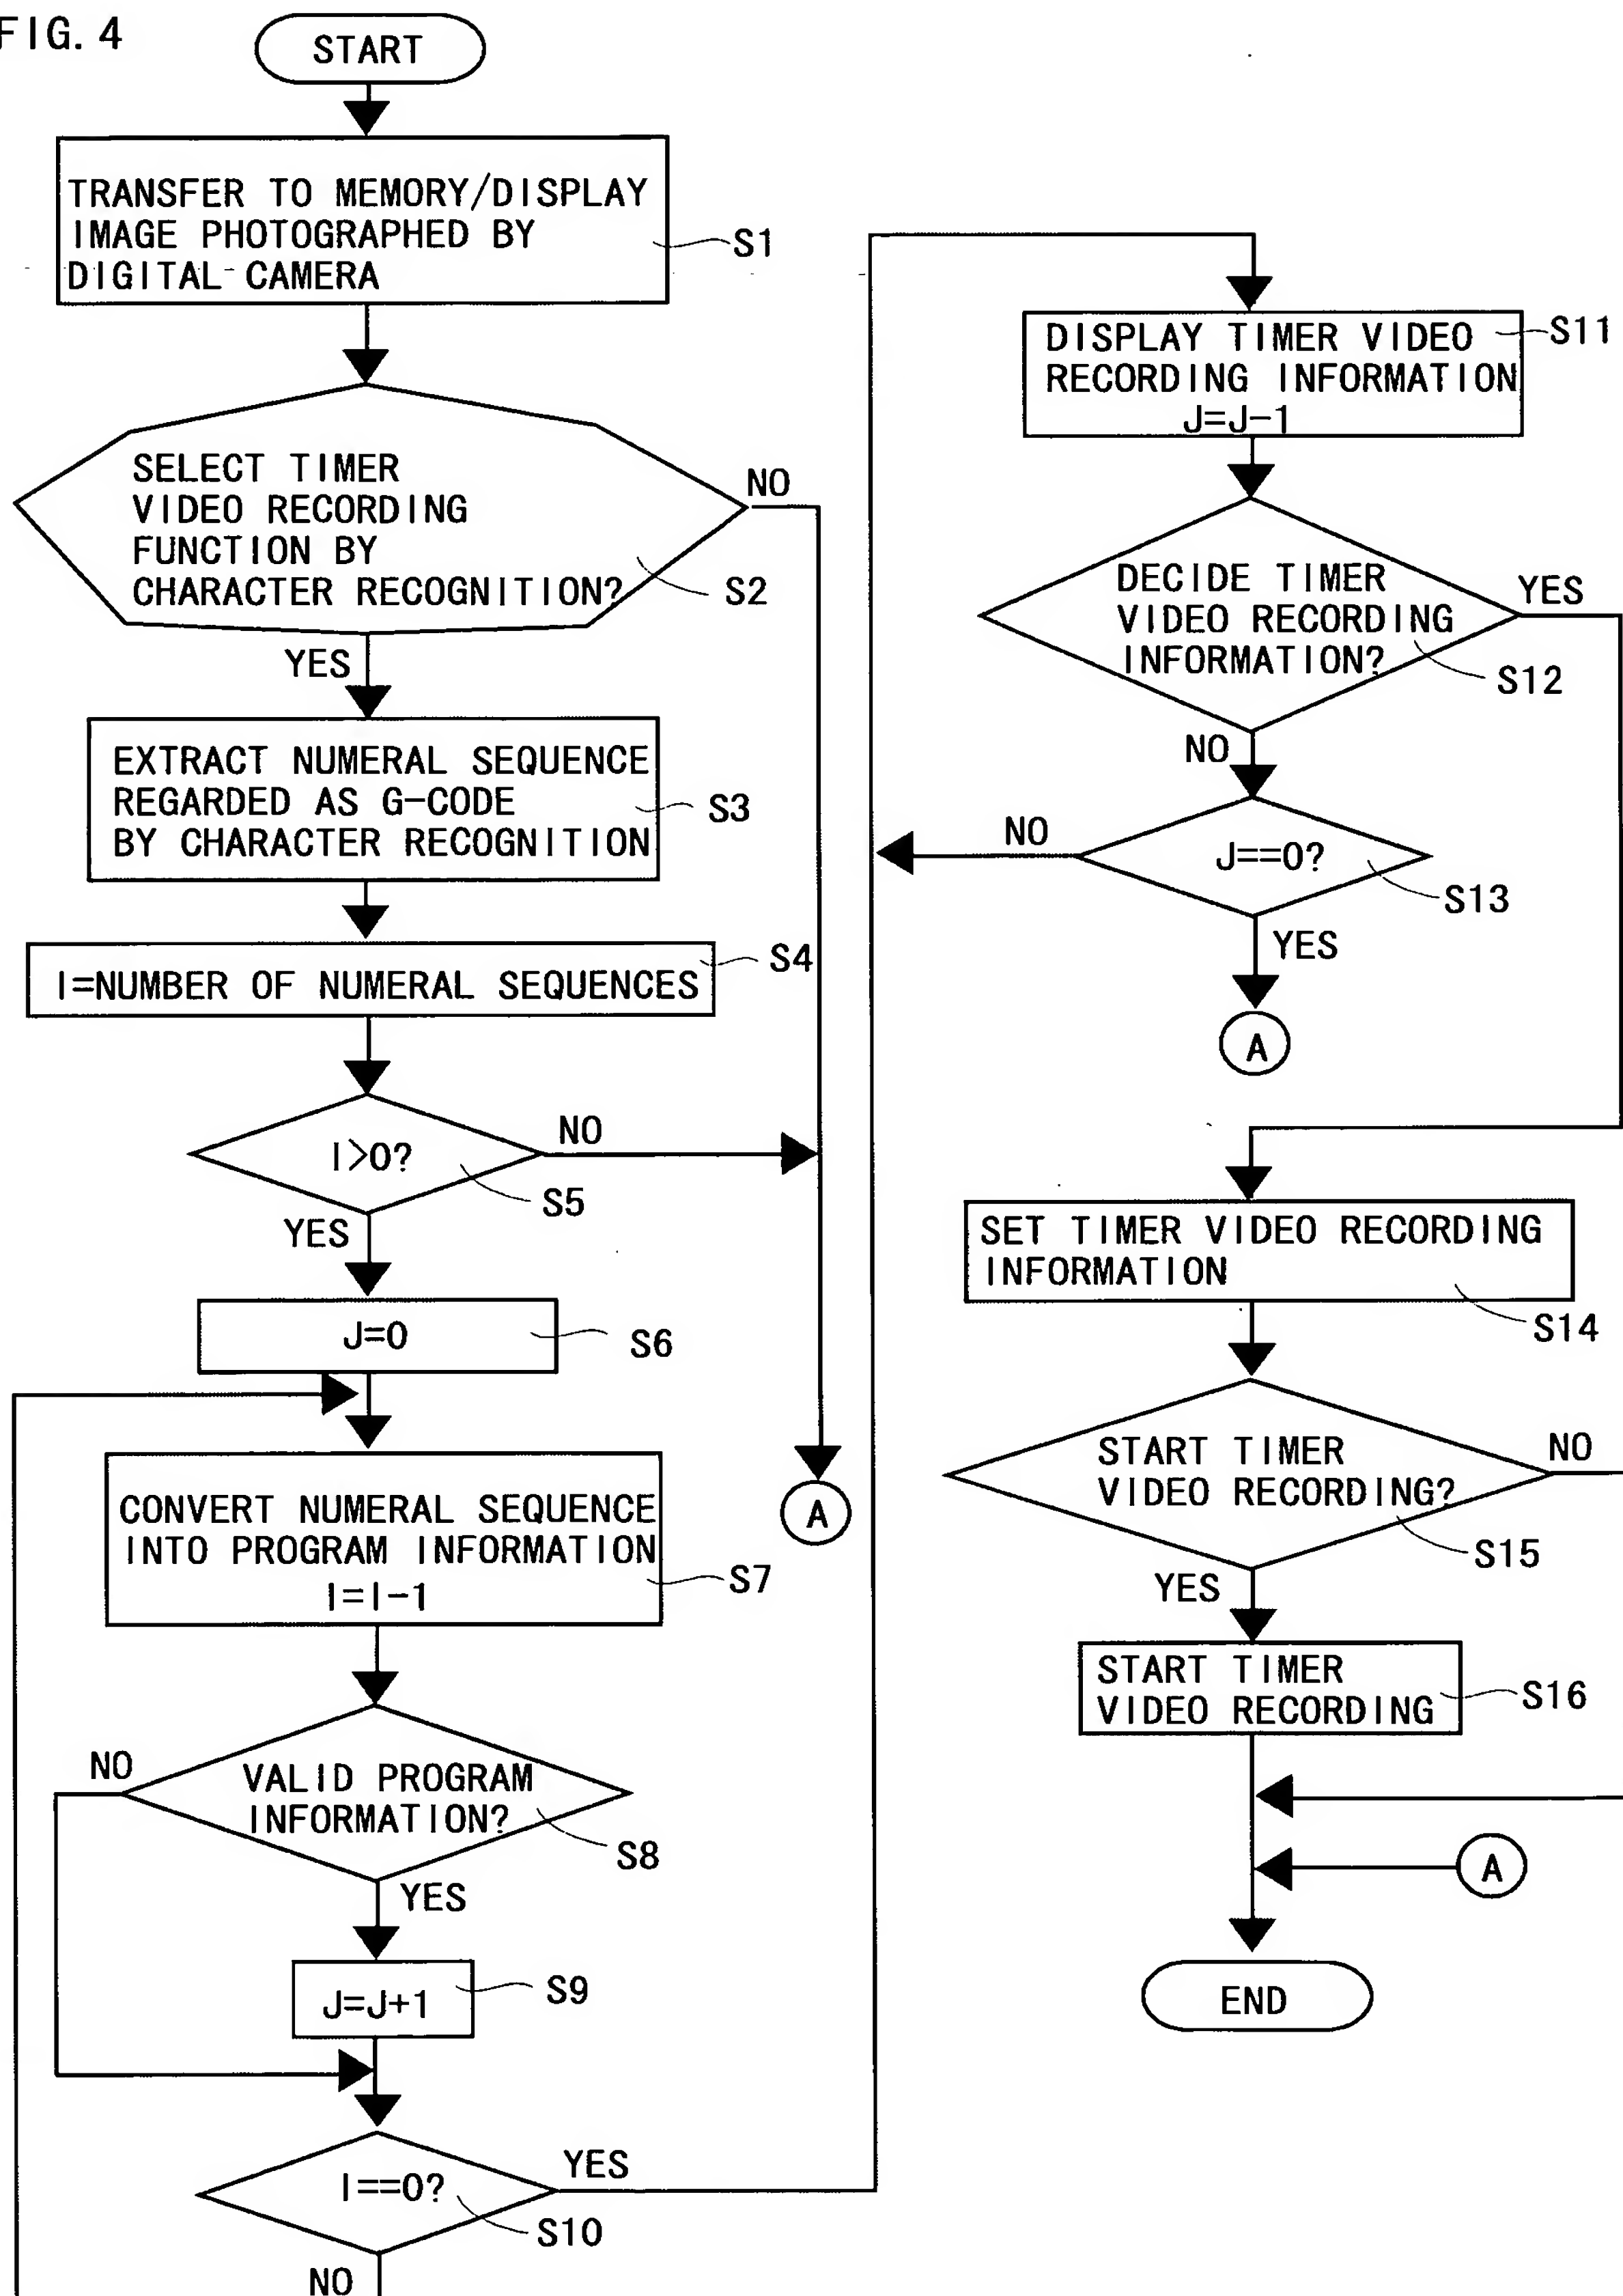 FIG. 4
START
TRANSFER TO MEMORY/DISPLAY
IMAGE PHOTOGRAPHED BY
DIGITAL CAMERA
S1
SELECT TIMER
VIDEO RECORDING
FUNCTION BY
CHARACTER RECOGNITION?
S2
NO
YES
EXTRACT NUMERAL SEQUENCE
REGARDED AS G-CODE
BY CHARACTER RECOGNITION
S3
I=NUMBER OF NUMERAL SEQUENCES
S4
I>0?
S5
NO
YES
J=0
S6
CONVERT NUMERAL SEQUENCE
INTO PROGRAM INFORMATION
I=I-1
S7
A
VALID PROGRAM
INFORMATION?
S8
NO
YES
J=J+1
S9
I==0?
S10
YES
NO
DISPLAY TIMER VIDEO
RECORDING INFORMATION
J=J-1
S11
DECIDE TIMER
VIDEO RECORDING
INFORMATION?
S12
YES
NO
J==0?
S13
NO
YES
A
SET TIMER VIDEO RECORDING
INFORMATION
S14
START TIMER
VIDEO RECORDING?
S15
NO
YES
START TIMER
VIDEO RECORDING
S16
A
END